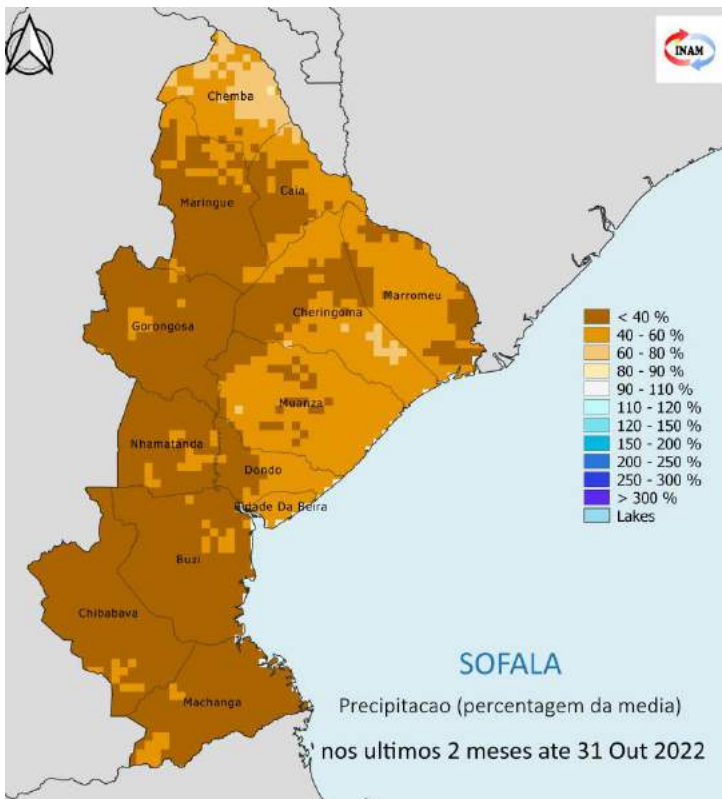 INAM
Chemba
Maringue
Caia
Gorongosa
Cheringoma
Marromeu
Muanza
Nhamatanda
Dondo
Cidade Da Beira
Buzi
Chibabava
Machanga
< 40 %
40 - 60 %
60 - 80 %
80 - 90 %
90 - 110 %
110 - 120 %
120 - 150 %
150 - 200 %
200 - 250 %
250 - 300 %
> 300 %
Lakes
SOFALA
Precipitacao (percentagem da media)
nos ultimos 2 meses ate 31 Out 2022